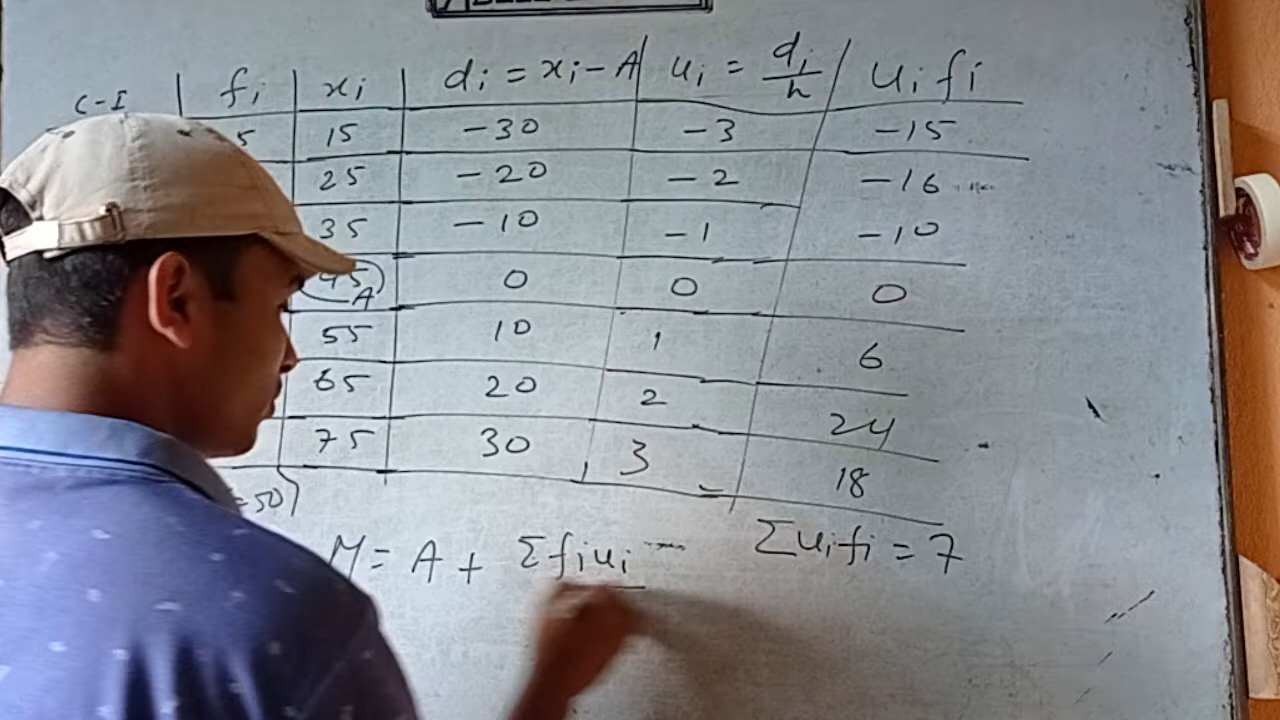 C-I fi xi di = xi - A ui = di/h ui fi
5 15 -30 -3 -15
25 -20 -2 -16
35 -10 -1 -10
45 A 0 0 0
55 10 1 6
65 20 2 24
75 30 3 18
=50
M = A + Σfiui Σuifi = 7